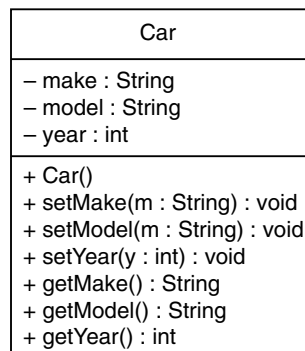 Car
– make : String
– model : String
– year : int
+ Car()
+ setMake(m : String) : void
+ setModel(m : String) : void
+ setYear(y : int) : void
+ getMake() : String
+ getModel() : String
+ getYear() : int